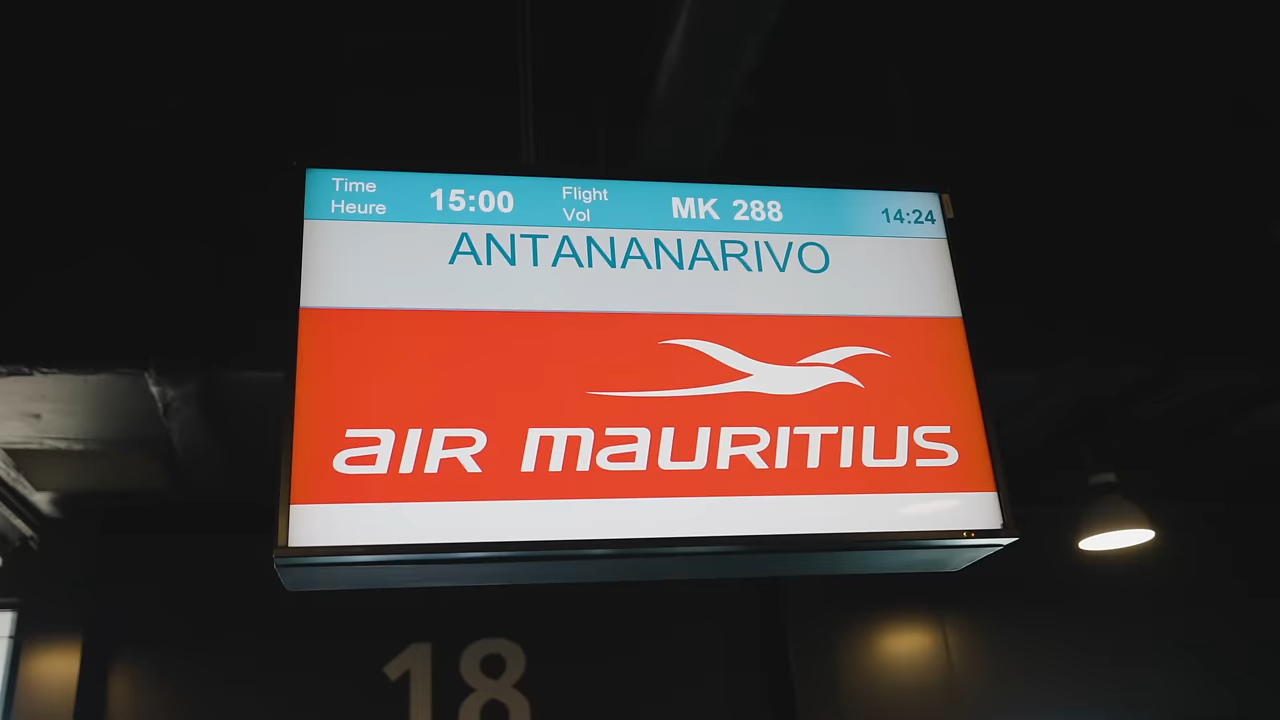 Time 15:00 Flight MK 288 14:24
Heure Vol
ANTANANARIVO
AIR MAURITIUS
18